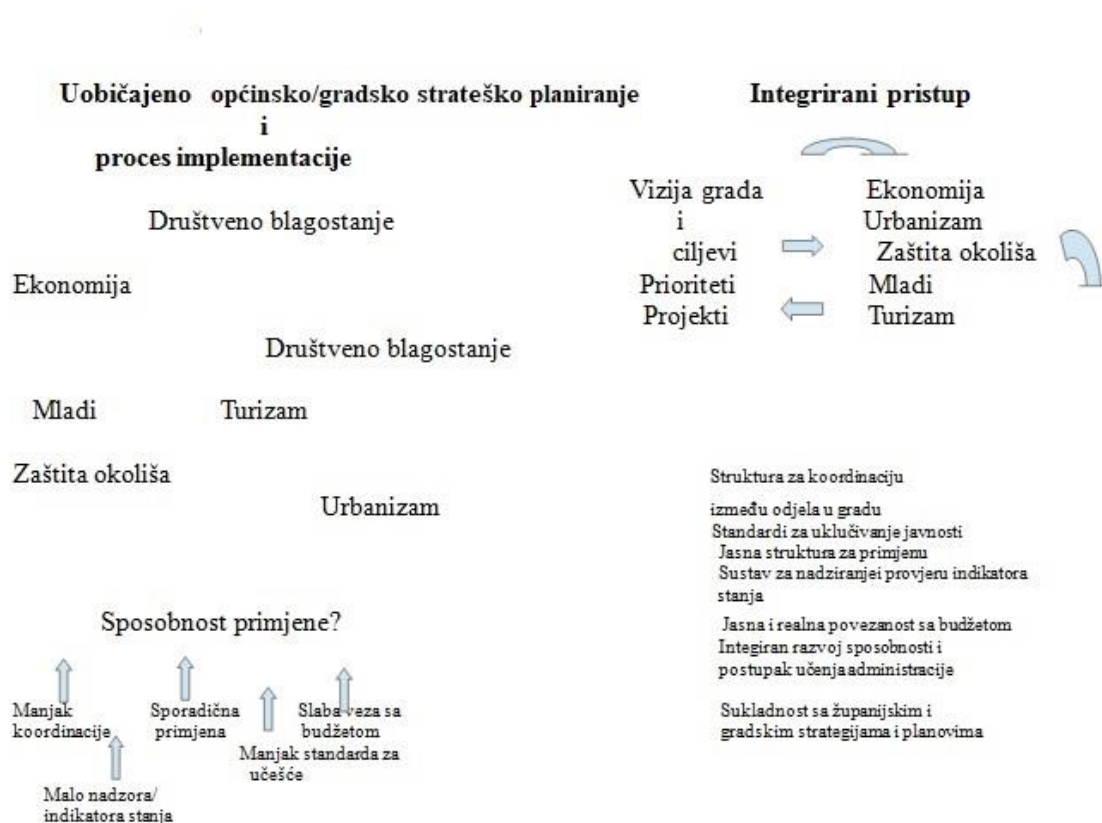 Uobičajeno općinsko/gradsko strateško planiranje
i
proces implementacije
Društveno blagostanje
Ekonomija
Društveno blagostanje
Mladi Turizam
Zaštita okoliša
Urbanizam
Sposobnost primjene?
Manjak
koordinacije
Sporadična
primjena
Slaba veza sa
budžetom
Manjak standarda za
učešće
Malo nadzora/
indikatora stanja
Integrirani pristup
Vizija grada
i
ciljevi
Prioriteti
Projekti
Ekonomija
Urbanizam
Zaštita okoliša
Mladi
Turizam
Struktura za koordinaciju
između odjela u gradu
Standardi za uklučivanje javnosti
Jasna struktura za primjenu
Sustav za nadziranjei provjeru indikatora
stanja
Jasna i realna povezanost sa budžetom
Integiran razvoj sposobnosti i
postupak učenja administracije
Sukladnost sa županijskim i
gradskim strategijama i planovima